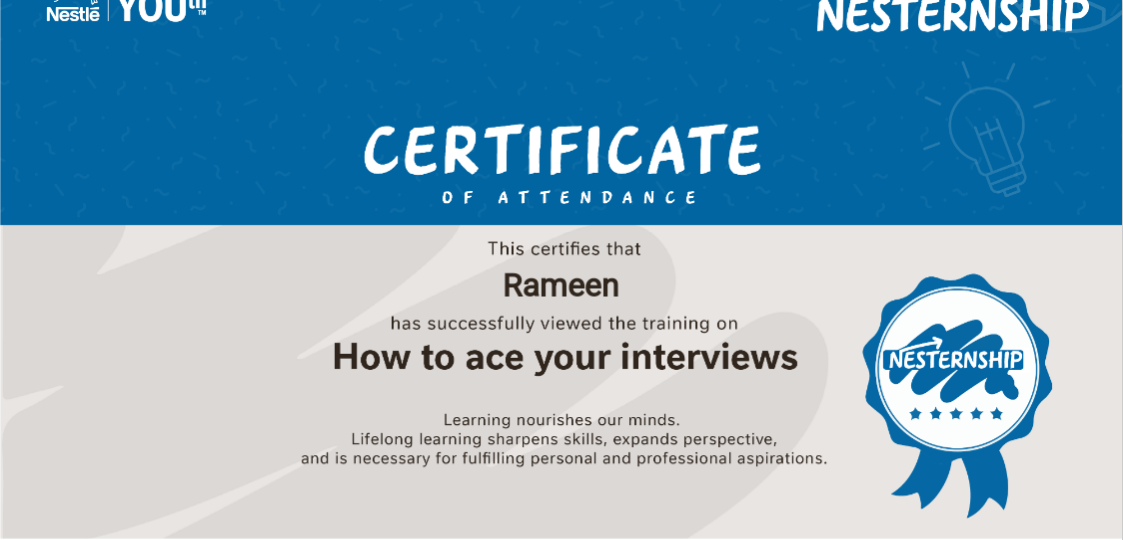 Nestlé YOUth™
NESTERNSHIP
CERTIFICATE
OF ATTENDANCE
This certifies that
Rameen
has successfully viewed the training on
How to ace your interviews
NESTERNSHIP
Learning nourishes our minds.
Lifelong learning sharpens skills, expands perspective,
and is necessary for fulfilling personal and professional aspirations.